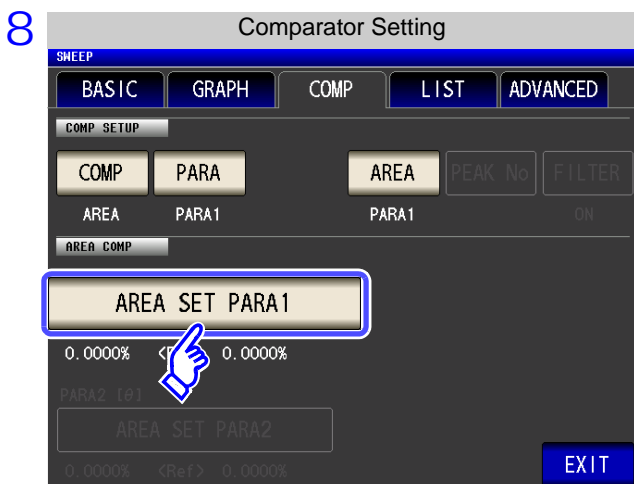 8
Comparator Setting
SWEEP
BASIC GRAPH COMP LIST ADVANCED
COMP SETUP
COMP PARA AREA PEAK No FILTER
AREA PARA1 PARA1 ON
AREA COMP
AREA SET PARA1
0.0000% 0.0000%
PARA2 [θ]
AREA SET PARA2
0.0000% <Ref> 0.0000%
EXIT